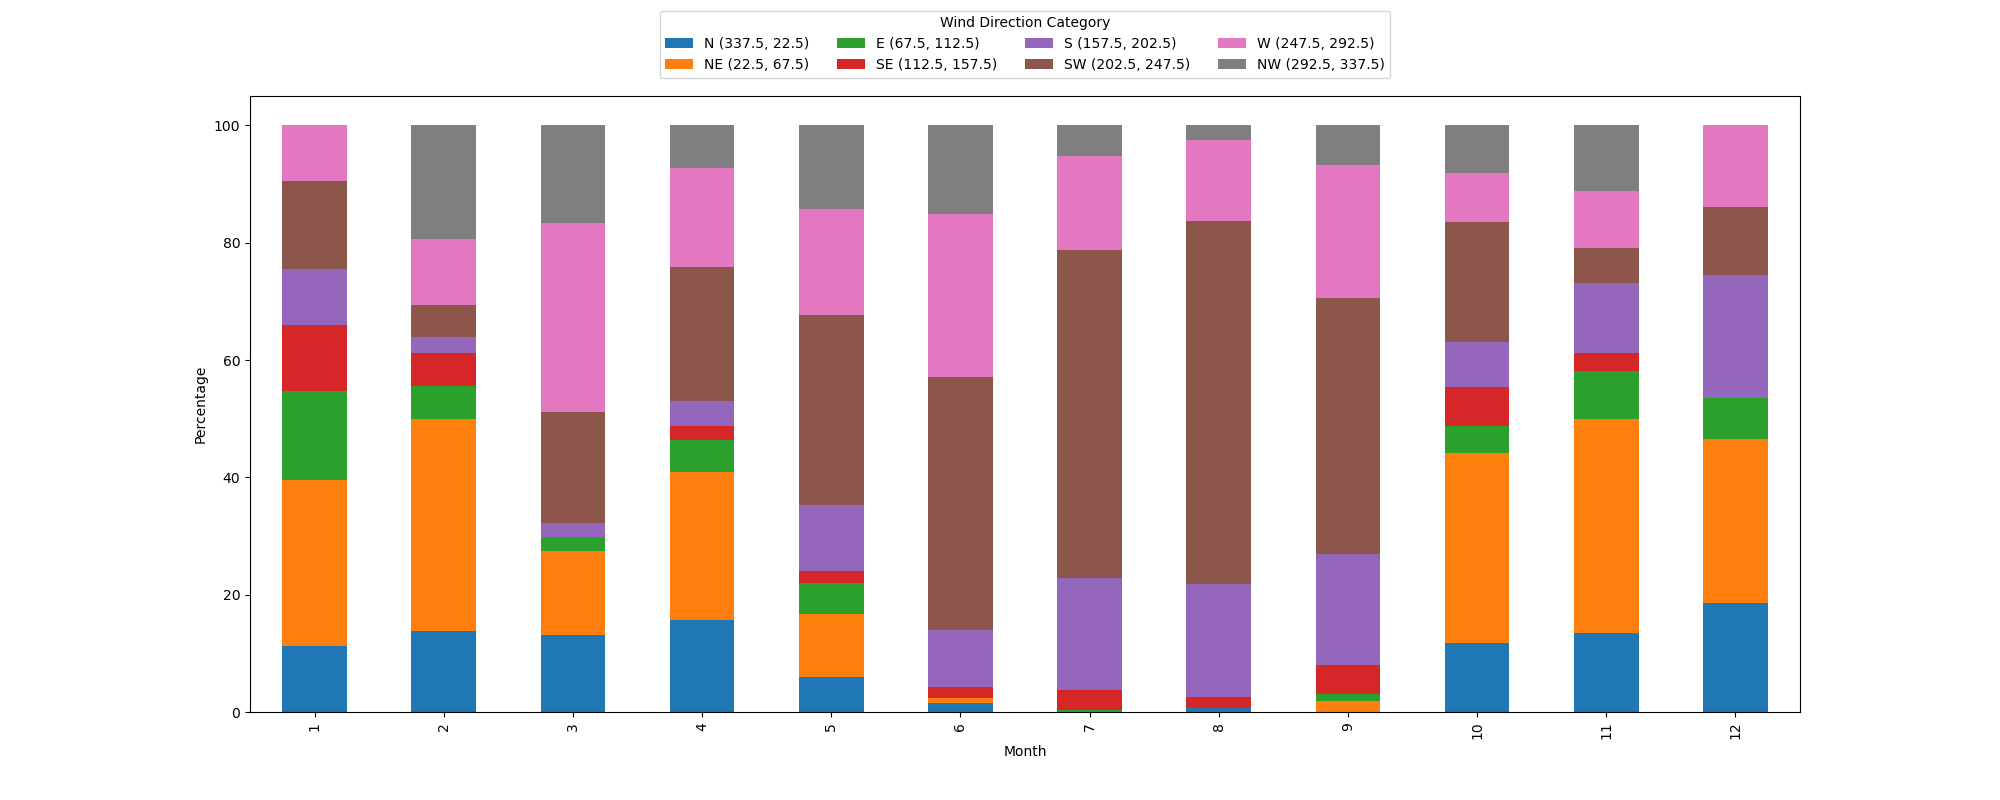 Wind Direction Category
N (337.5, 22.5) E (67.5, 112.5) S (157.5, 202.5) W (247.5, 292.5)
NE (22.5, 67.5) SE (112.5, 157.5) SW (202.5, 247.5) NW (292.5, 337.5)
100
80
60
40
20
0
Percentage
1 2 3 4 5 6 7 8 9 10 11 12
Month